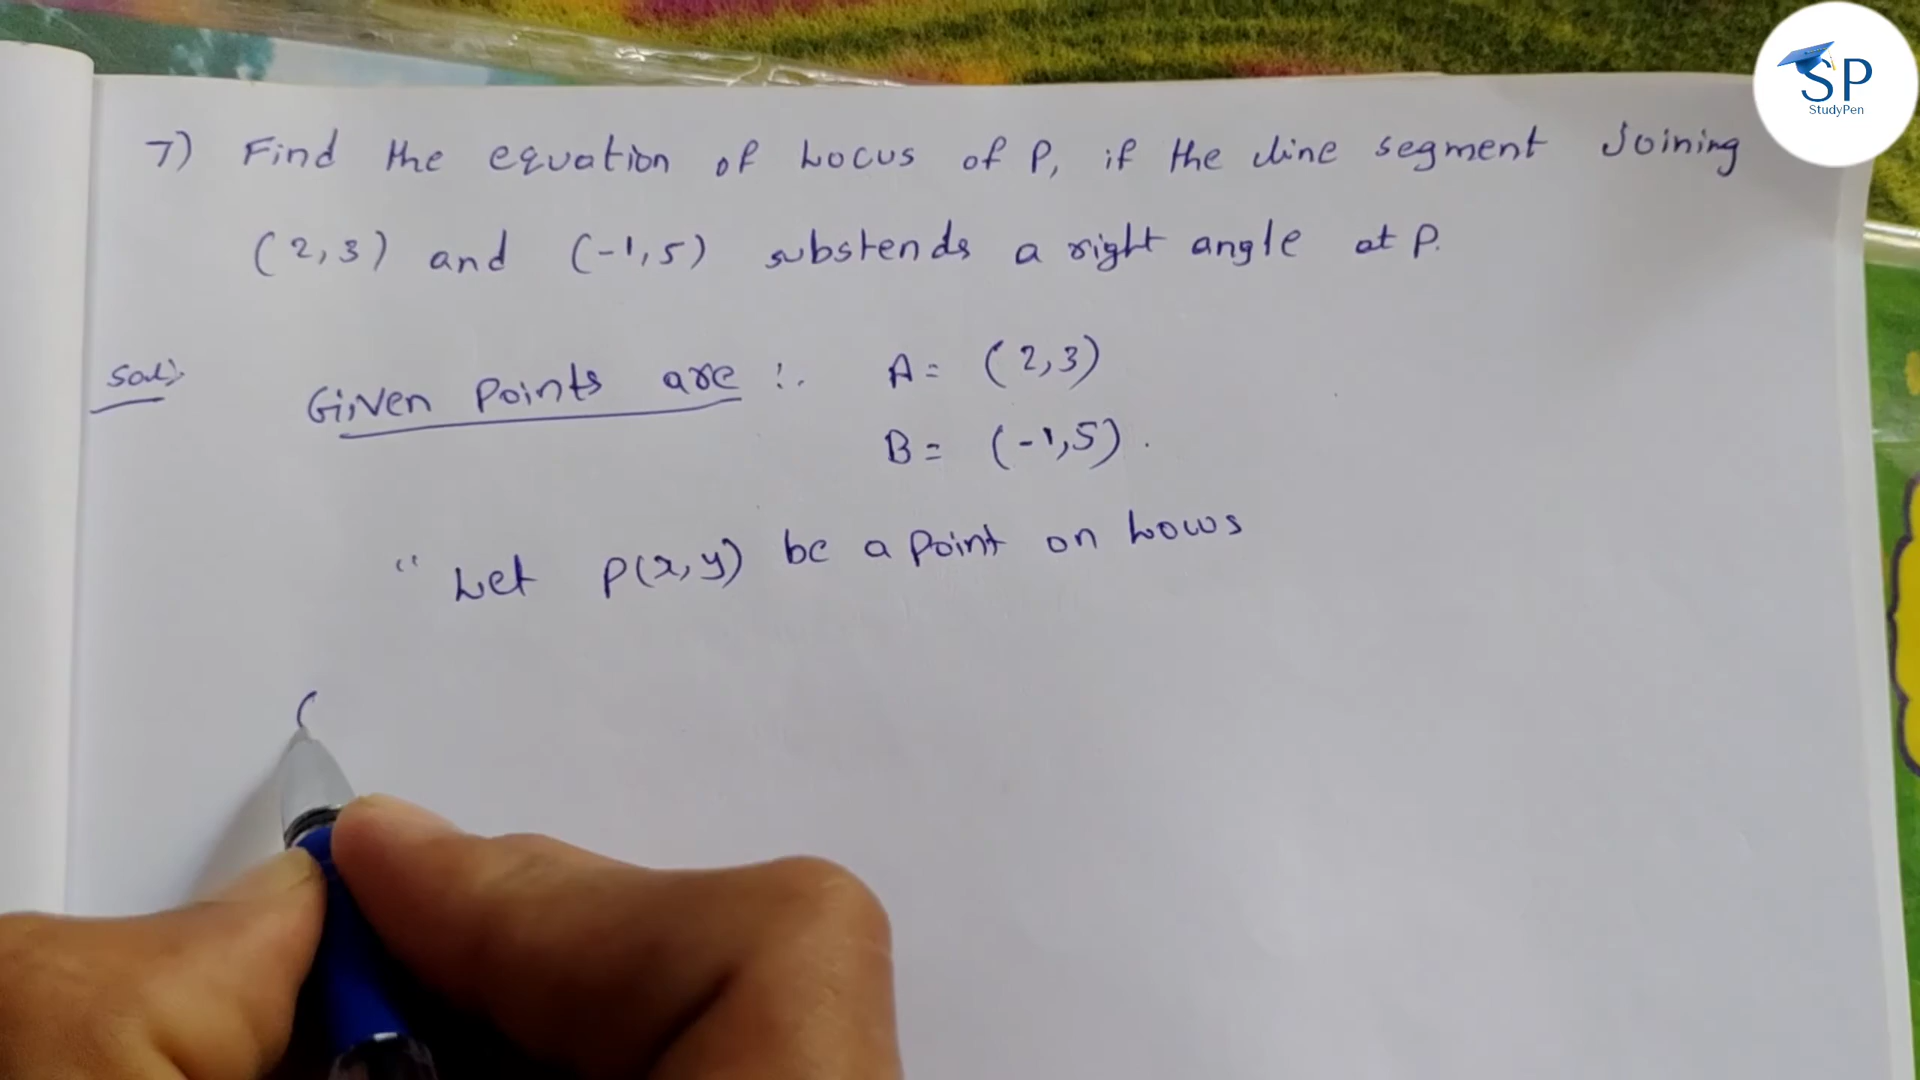 SP
StudyPen
7) Find the equation of Locus of P, if the line segment Joining
(2,3) and (-1,5) substends a right angle at P.
Sol:
Given Points are :. A = (2,3)
B = (-1,5).
" Let P(x,y) be a Point on Locus
(